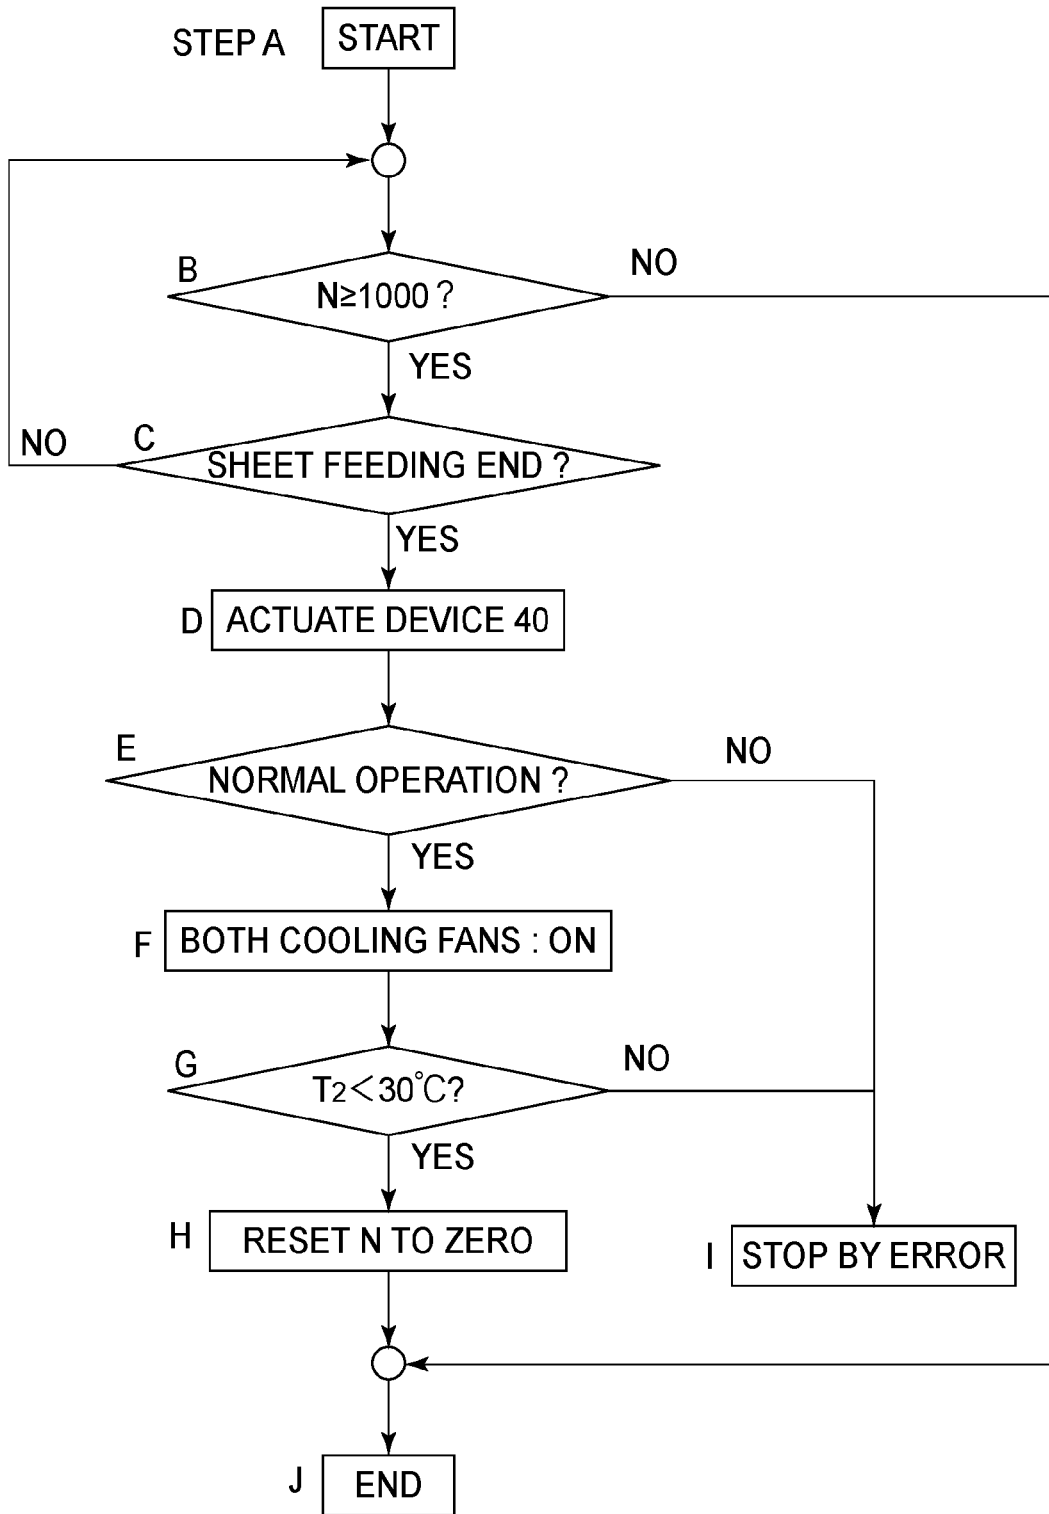 STEP A
START
B
N≥1000 ?
NO
YES
NO
C
SHEET FEEDING END ?
YES
D
ACTUATE DEVICE 40
E
NORMAL OPERATION ?
NO
YES
F
BOTH COOLING FANS : ON
G
T2<30°C?
NO
YES
H
RESET N TO ZERO
I
STOP BY ERROR
J
END